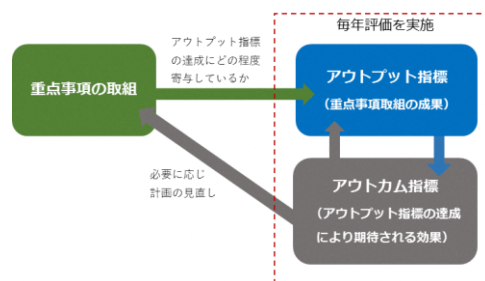 毎年評価を実施
アウトプット指標
の達成にどの程度
寄与しているか
重点事項の取組
アウトプット指標
（重点事項取組の成果）
必要に応じ
計画の見直し
アウトカム指標
（アウトプット指標の達成
により期待される効果）